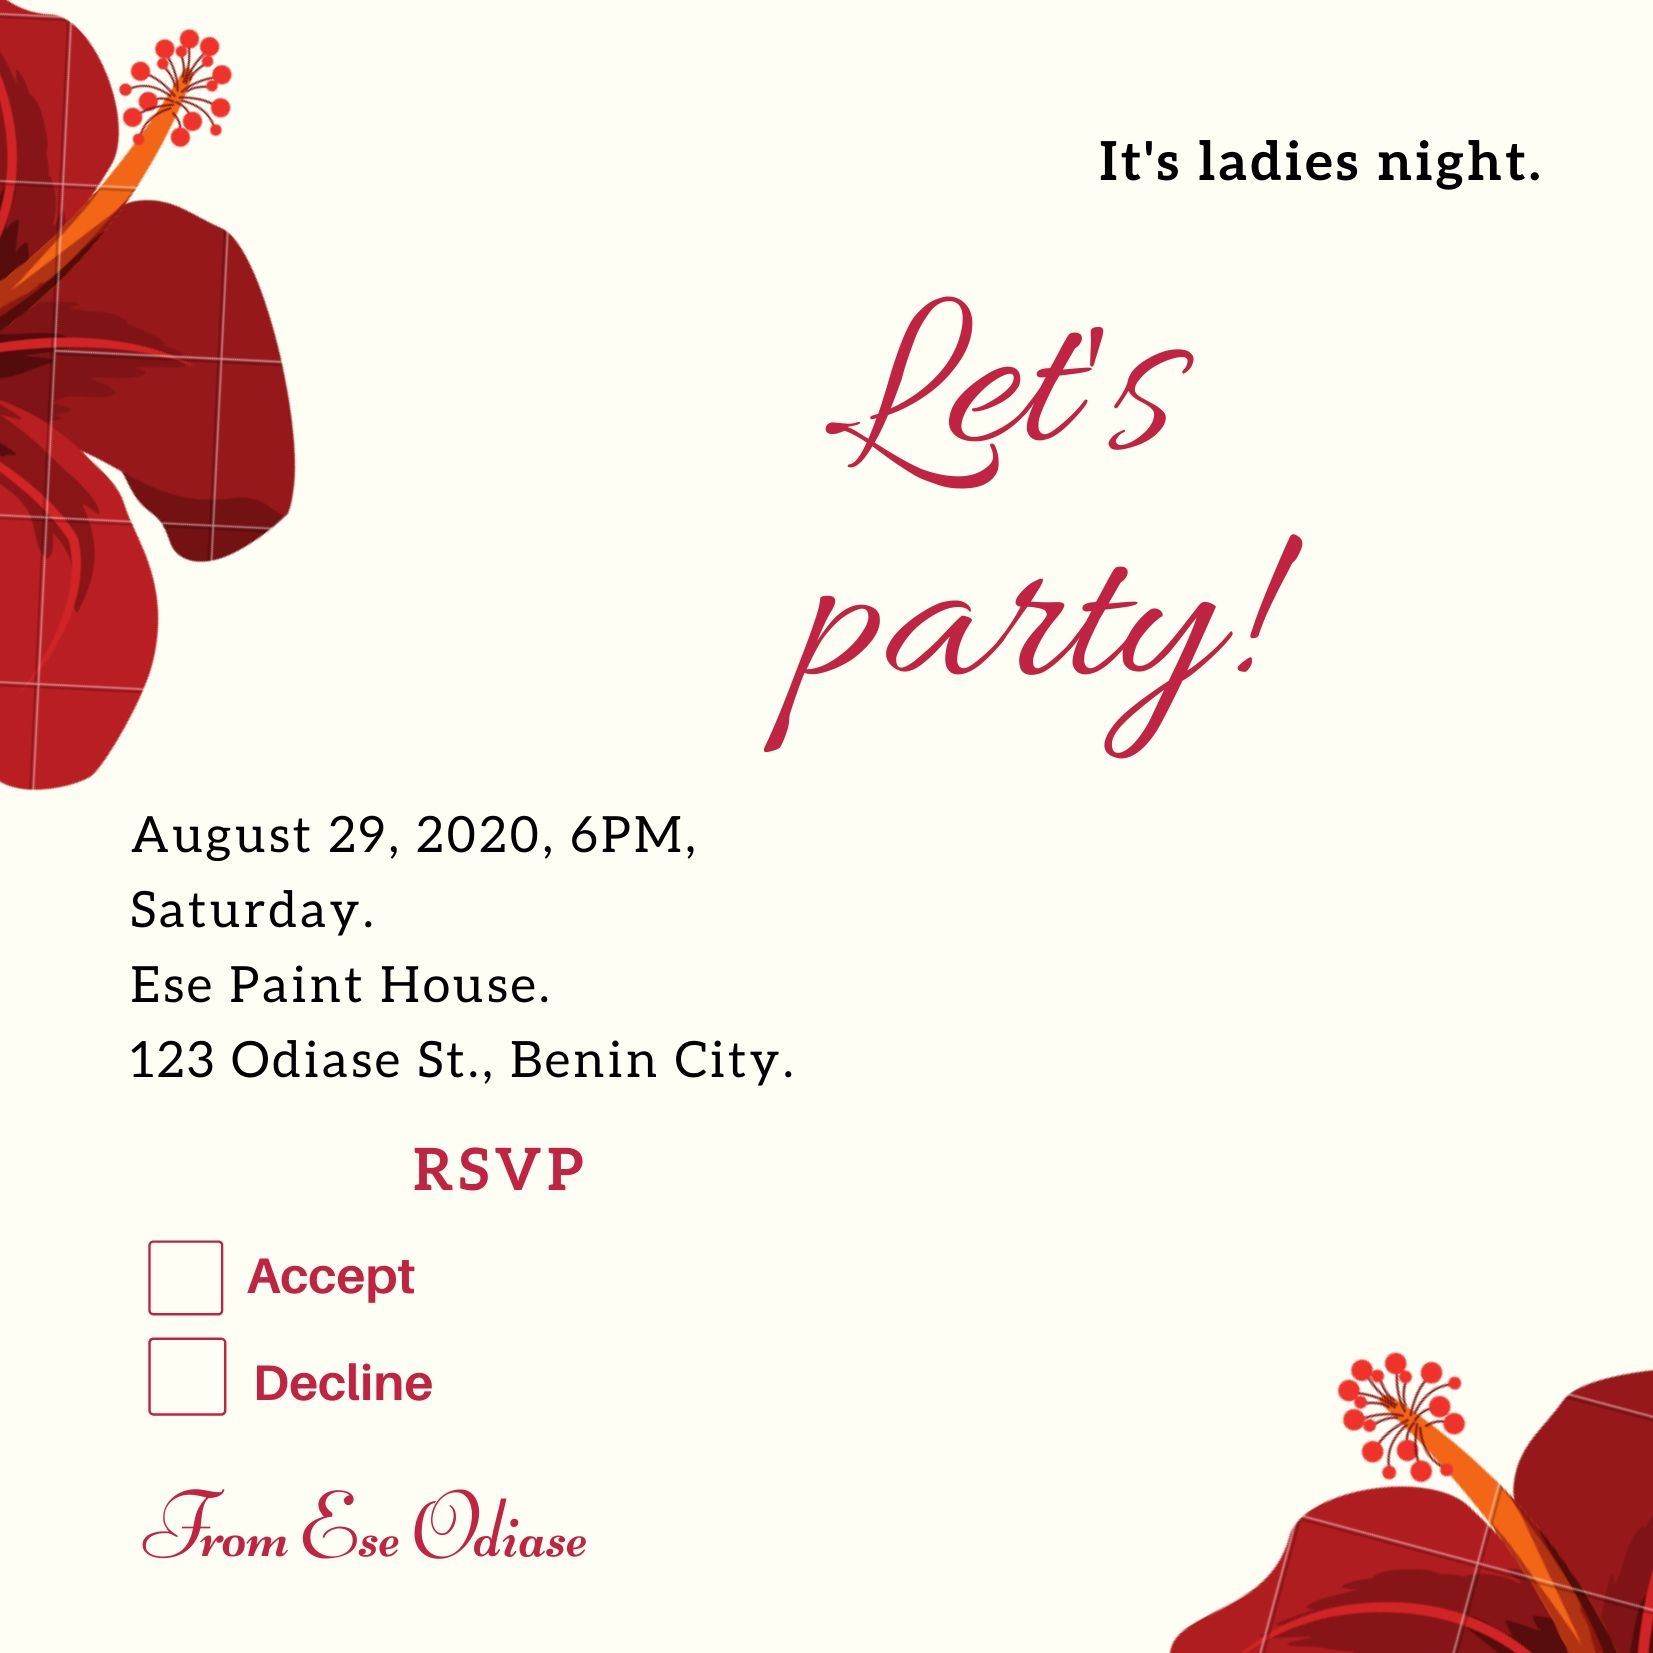 It's ladies night.
Let's
party!
August 29, 2020, 6PM,
Saturday.
Ese Paint House.
123 Odiase St., Benin City.
RSVP
Accept
Decline
From Ese Odiase